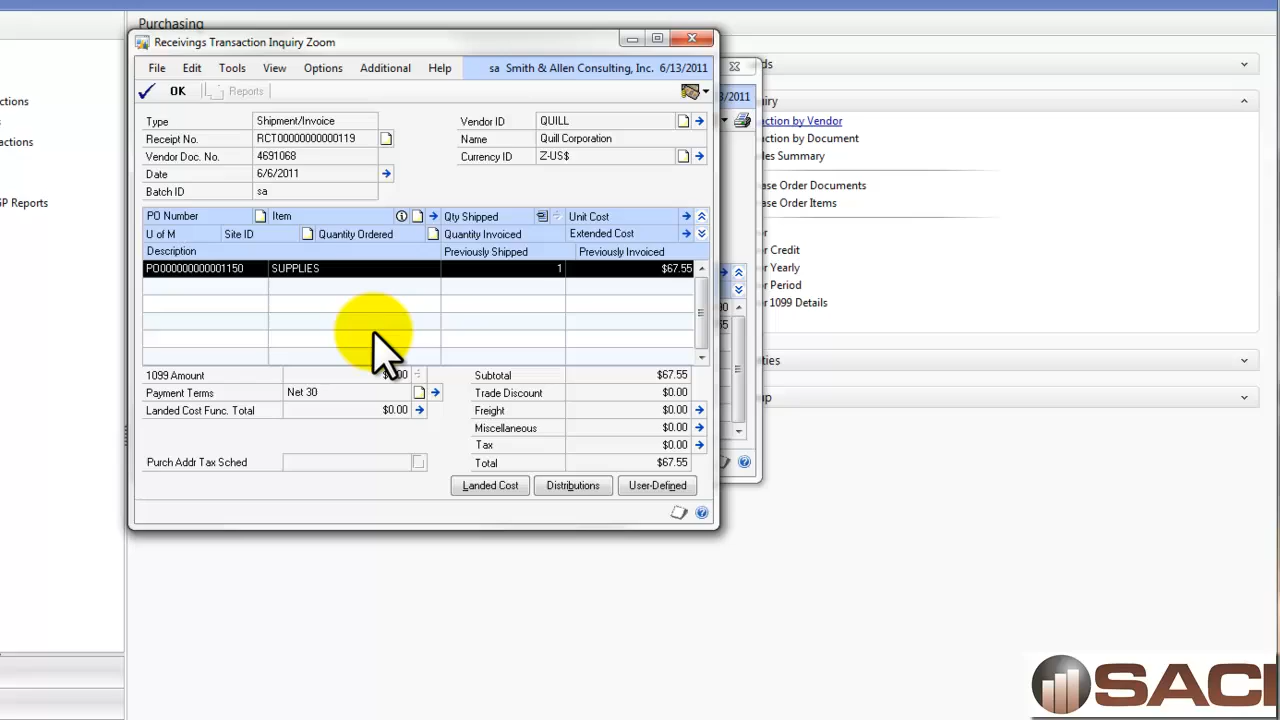 Purchasing
Receivings Transaction Inquiry Zoom
File Edit Tools View Options Additional Help sa Smith & Allen Consulting, Inc. 6/13/2011
OK Reports
Type Shipment/Invoice Vendor ID QUILL
Receipt No. RCT00000000000119 Name Quill Corporation
Vendor Doc. No. 4691068 Currency ID Z-US$
Date 6/6/2011
Batch ID sa
PO Number Item Qty Shipped Unit Cost
U of M Site ID Quantity Ordered Quantity Invoiced Extended Cost
Description Previously Shipped Previously Invoiced
PO000000000001150 SUPPLIES 1 $67.55
1099 Amount Subtotal $67.55
Payment Terms Net 30 Trade Discount $0.00
Landed Cost Func. Total $0.00 Freight $0.00
Miscellaneous $0.00
Tax $0.00
Purch Addr Tax Sched Total $67.55
Landed Cost Distributions User-Defined
ctions
actions
SP Reports
3/2011
ds
iry
action by Vendor
action by Document
les Summary
ase Order Documents
ase Order Items
r
r Credit
r Yearly
r Period
r 1099 Details
ties
up
SACI